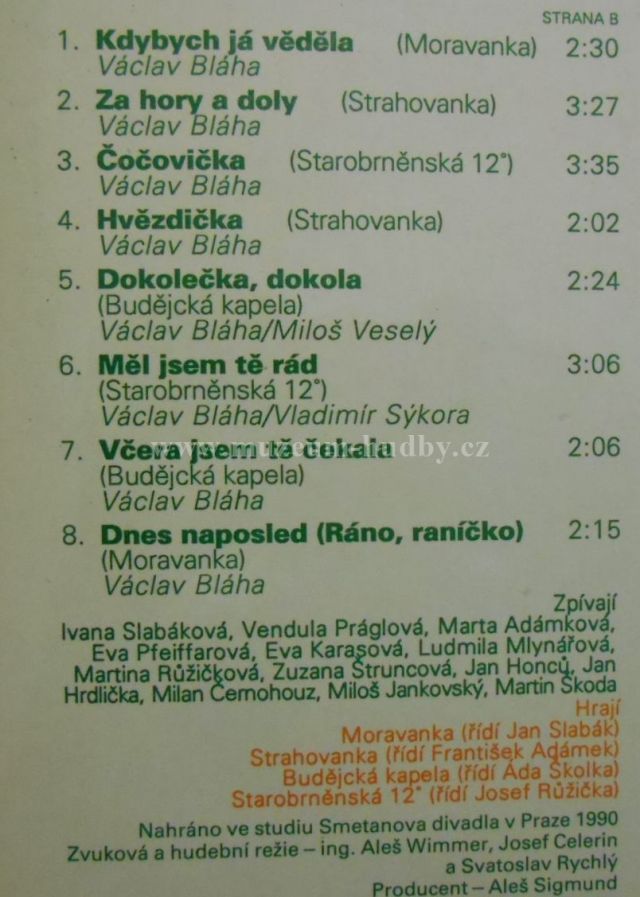 STRANA B
1. Kdybych já věděla (Moravanka) 2:30
Václav Bláha
2. Za hory a doly (Strahovanka) 3:27
Václav Bláha
3. Čočovička (Starobrněnská 12°) 3:35
Václav Bláha
4. Hvězdička (Strahovanka) 2:02
Václav Bláha
5. Dokolečka, dokola 2:24
(Budějcká kapela)
Václav Bláha/Miloš Veselý
6. Měl jsem tě rád 3:06
(Starobrněnská 12°)
Václav Bláha/Vladimír Sýkora
7. Včera jsem tě čekala 2:06
www.muzeumhudby.cz
(Budějcká kapela)
Václav Bláha
8. Dnes naposled (Ráno, raníčko) 2:15
(Moravanka)
Václav Bláha
Zpívají
Ivana Slabáková, Vendula Práglová, Marta Adámková,
Eva Pfeiffarová, Eva Karasová, Ludmila Mlynářová,
Martina Růžičková, Zuzana Štruncová, Jan Honců, Jan
Hrdlička, Milan Černohouz, Miloš Jankovský, Martin Škoda
Hrají
Moravanka (řídí Jan Slabák)
Strahovanka (řídí František Adámek)
Budějcká kapela (řídí Áda Školka)
Starobrněnská 12° (řídí Josef Růžička)
Nahráno ve studiu Smetanova divadla v Praze 1990
Zvuková a hudební režie – ing. Aleš Wimmer, Josef Celerin
a Svatoslav Rychlý
Producent – Aleš Sigmund